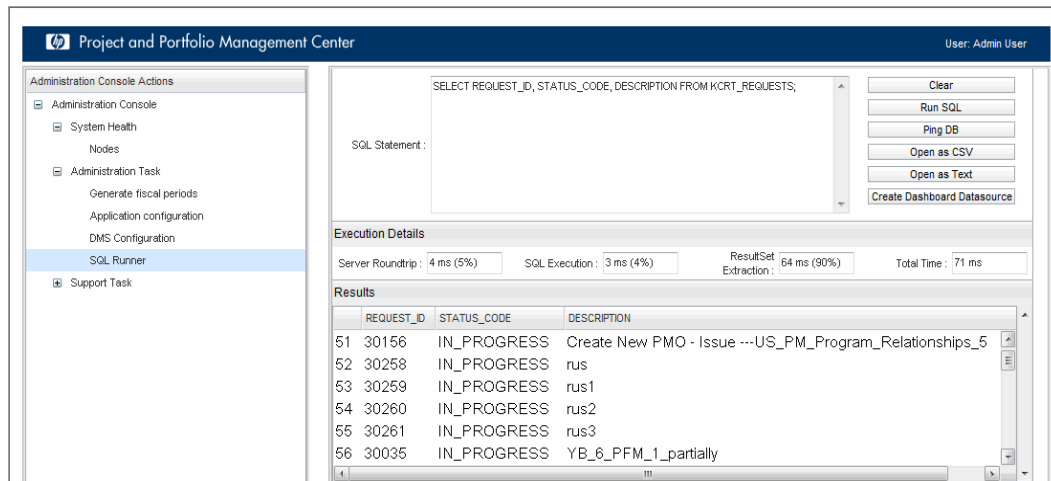 hp Project and Portfolio Management Center
User: Admin User
Administration Console Actions
Administration Console
System Health
Nodes
Administration Task
Generate fiscal periods
Application configuration
DMS Configuration
SQL Runner
Support Task
SQL Statement :
SELECT REQUEST_ID, STATUS_CODE, DESCRIPTION FROM KCRT_REQUESTS;
Clear
Run SQL
Ping DB
Open as CSV
Open as Text
Create Dashboard Datasource
Execution Details
Server Roundtrip : 4 ms (5%) SQL Execution : 3 ms (4%) ResultSet Extraction : 64 ms (90%) Total Time : 71 ms
Results
REQUEST_ID STATUS_CODE DESCRIPTION
51 30156 IN_PROGRESS Create New PMO - Issue ---US_PM_Program_Relationships_5
52 30258 IN_PROGRESS rus
53 30259 IN_PROGRESS rus1
54 30260 IN_PROGRESS rus2
55 30261 IN_PROGRESS rus3
56 30035 IN_PROGRESS YB_6_PFM_1_partially